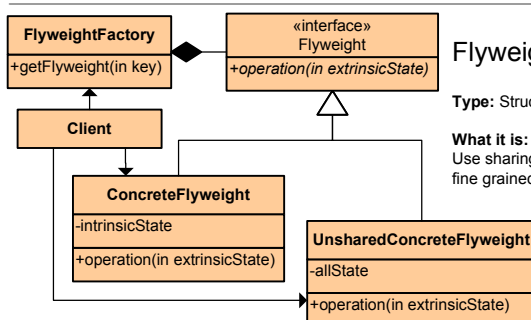 FlyweightFactory
+getFlyweight(in key)
«interface»
Flyweight
+operation(in extrinsicState)
Client
ConcreteFlyweight
-intrinsicState
+operation(in extrinsicState)
UnsharedConcreteFlyweight
-allState
+operation(in extrinsicState)
Type:
What it is:
Use sharing
fine grained